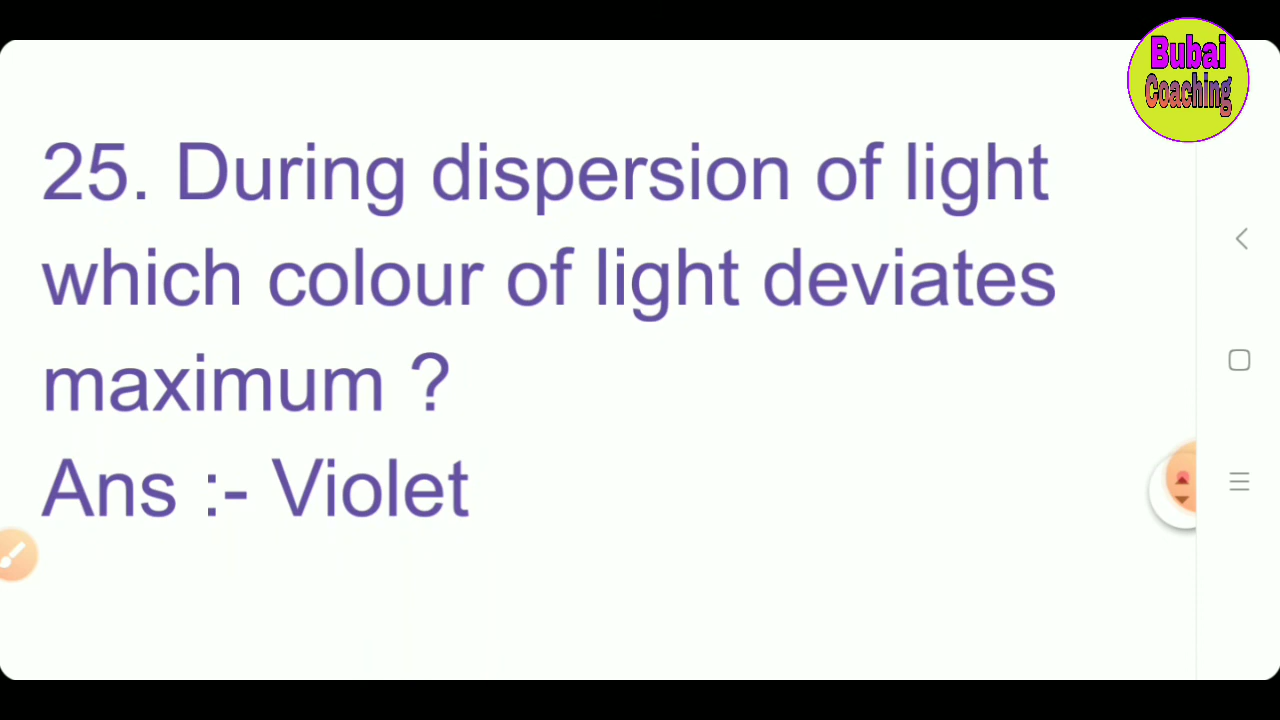 Bubai
Coaching
25. During dispersion of light
which colour of light deviates
maximum ?
Ans :- Violet